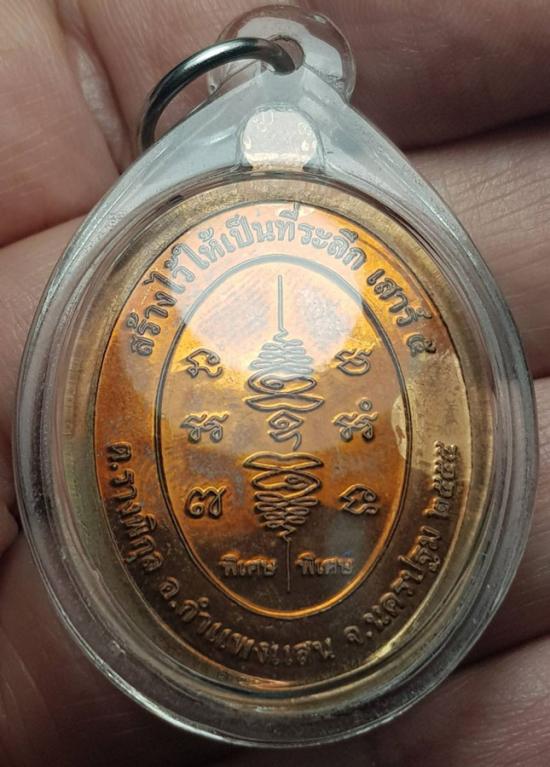 สร้างไว้ให้เป็นที่ระลึก เสาร์ ๕
พิเศษ พิเศษ
ต.รางพิกุล อ.กำแพงแสน จ.นครปฐม ๒๕๕๕